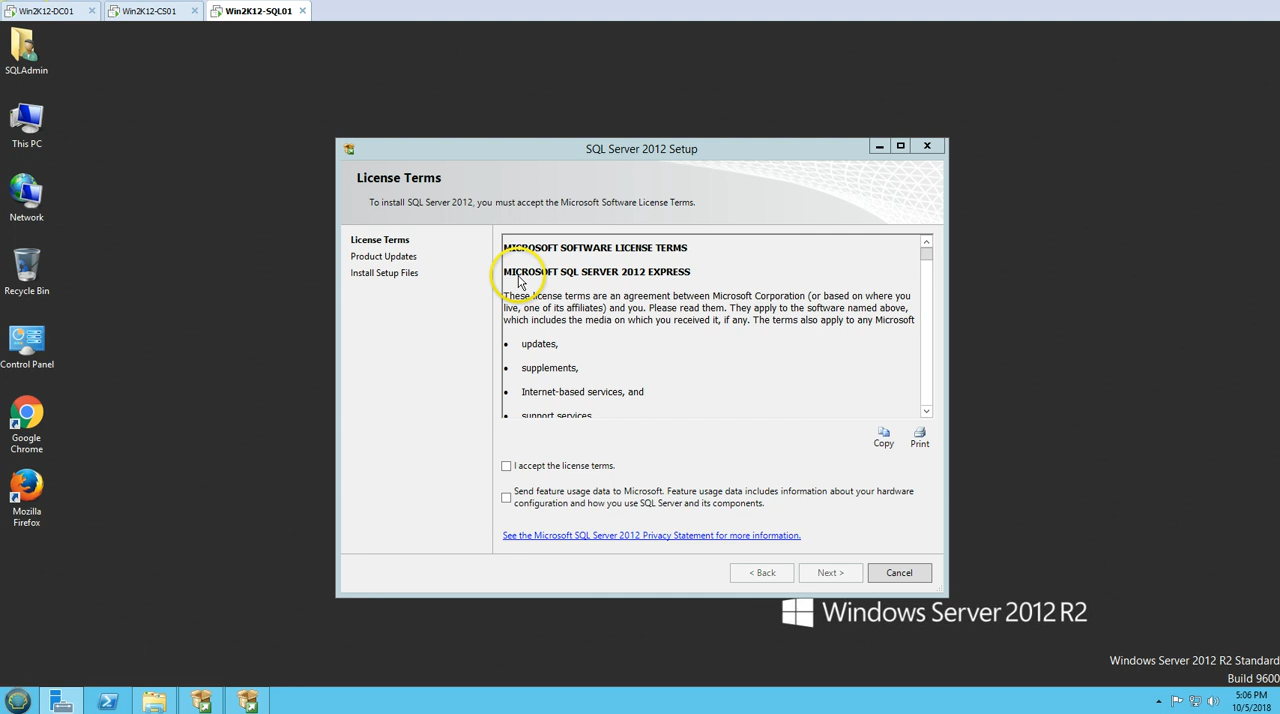 Win2K12-DC01
Win2K12-CS01
Win2K12-SQL01
SQLAdmin
This PC
Network
Recycle Bin
Control Panel
Google
Chrome
Mozilla
Firefox
SQL Server 2012 Setup
License Terms
To install SQL Server 2012, you must accept the Microsoft Software License Terms.
License Terms
Product Updates
Install Setup Files
MICROSOFT SOFTWARE LICENSE TERMS
MICROSOFT SQL SERVER 2012 EXPRESS
These license terms are an agreement between Microsoft Corporation (or based on where you
live, one of its affiliates) and you. Please read them. They apply to the software named above,
which includes the media on which you received it, if any. The terms also apply to any Microsoft
• updates,
• supplements,
• Internet-based services, and
• support services
Copy
Print
I accept the license terms.
Send feature usage data to Microsoft. Feature usage data includes information about your hardware
configuration and how you use SQL Server and its components.
See the Microsoft SQL Server 2012 Privacy Statement for more information.
< Back
Next >
Cancel
Windows Server 2012 R2
Windows Server 2012 R2 Standard
Build 9600
5:06 PM
10/5/2018